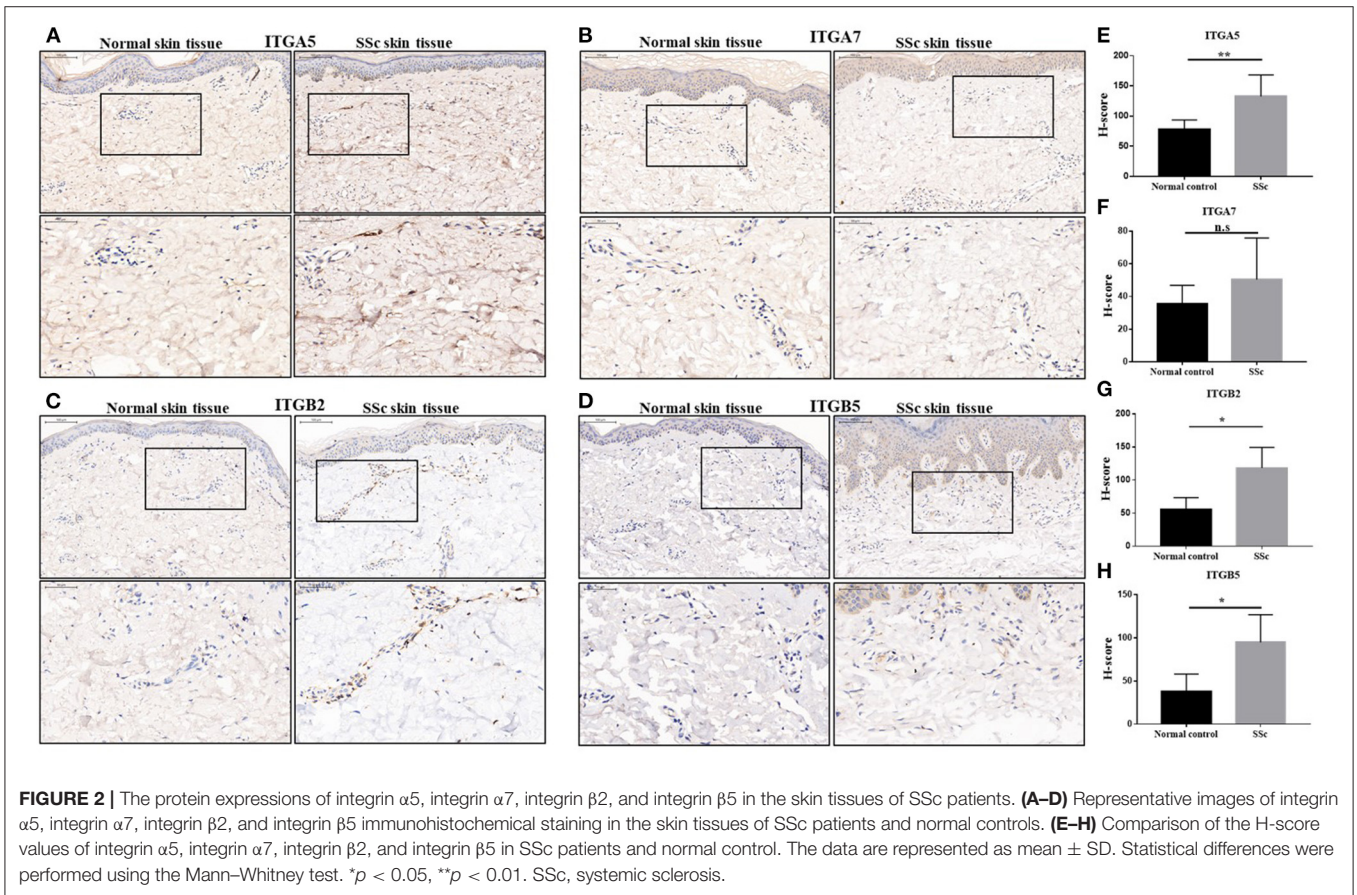 A
Normal skin tissue ITGA5 SSc skin tissue
B
Normal skin tissue ITGA7 SSc skin tissue
C
Normal skin tissue ITGB2 SSc skin tissue
D
Normal skin tissue ITGB5 SSc skin tissue
E
ITGA5
**
200
150
100
50
0
H-score
Normal control SSc
F
ITGA7
n.s
80
60
40
20
0
H-score
Normal control SSc
G
ITGB2
*
200
150
100
50
0
H-score
Normal control SSc
H
ITGB5
*
150
100
50
0
H-score
Normal control SSc
FIGURE 2 | The protein expressions of integrin α5, integrin α7, integrin β2, and integrin β5 in the skin tissues of SSc patients. (A–D) Representative images of integrin
α5, integrin α7, integrin β2, and integrin β5 immunohistochemical staining in the skin tissues of SSc patients and normal controls. (E–H) Comparison of the H-score
values of integrin α5, integrin α7, integrin β2, and integrin β5 in SSc patients and normal control. The data are represented as mean ± SD. Statistical differences were
performed using the Mann–Whitney test. *p < 0.05, **p < 0.01. SSc, systemic sclerosis.